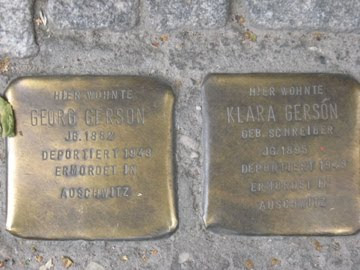 HIER WOHNTE
GEORG GERSON
JG. 1882
DEPORTIERT 1943
ERMORDET IN
AUSCHWITZ
HIER WOHNTE
KLARA GERSON
GEB. SCHREIBER
JG. 1895
DEPORTIERT 1943
ERMORDET IN
AUSCHWITZ